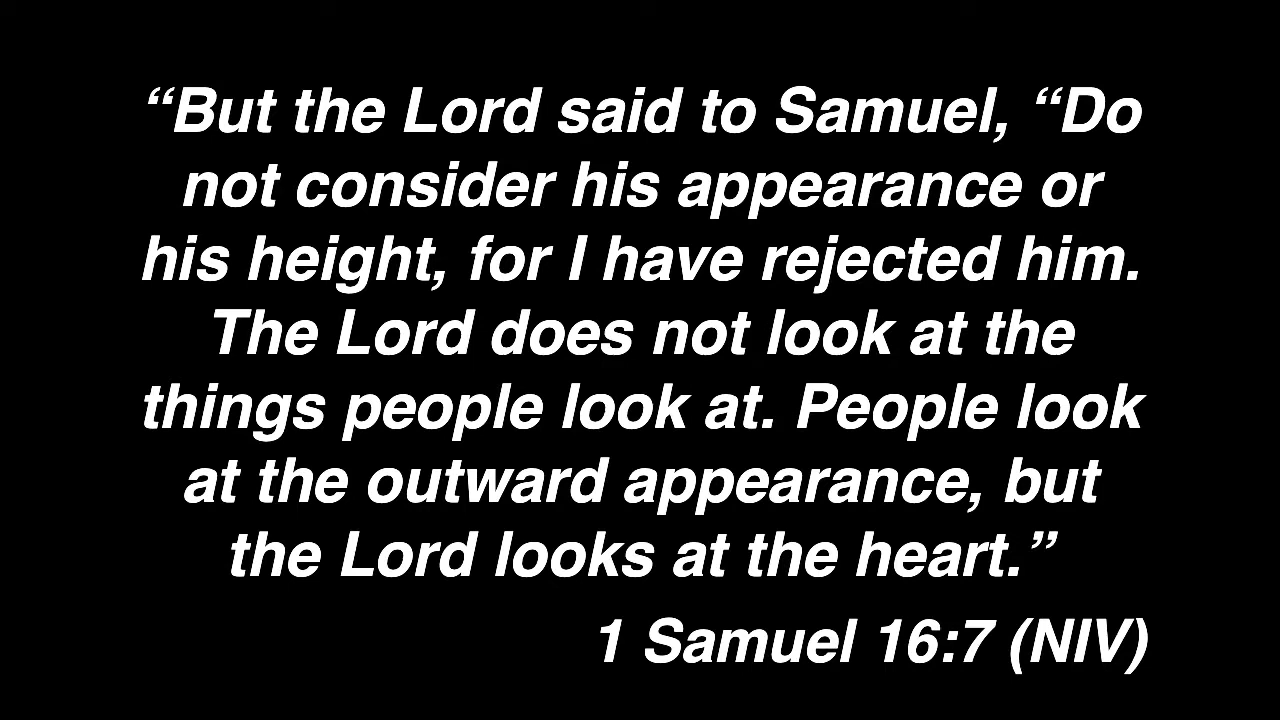 “But the Lord said to Samuel, “Do
not consider his appearance or
his height, for I have rejected him.
The Lord does not look at the
things people look at. People look
at the outward appearance, but
the Lord looks at the heart.”
1 Samuel 16:7 (NIV)